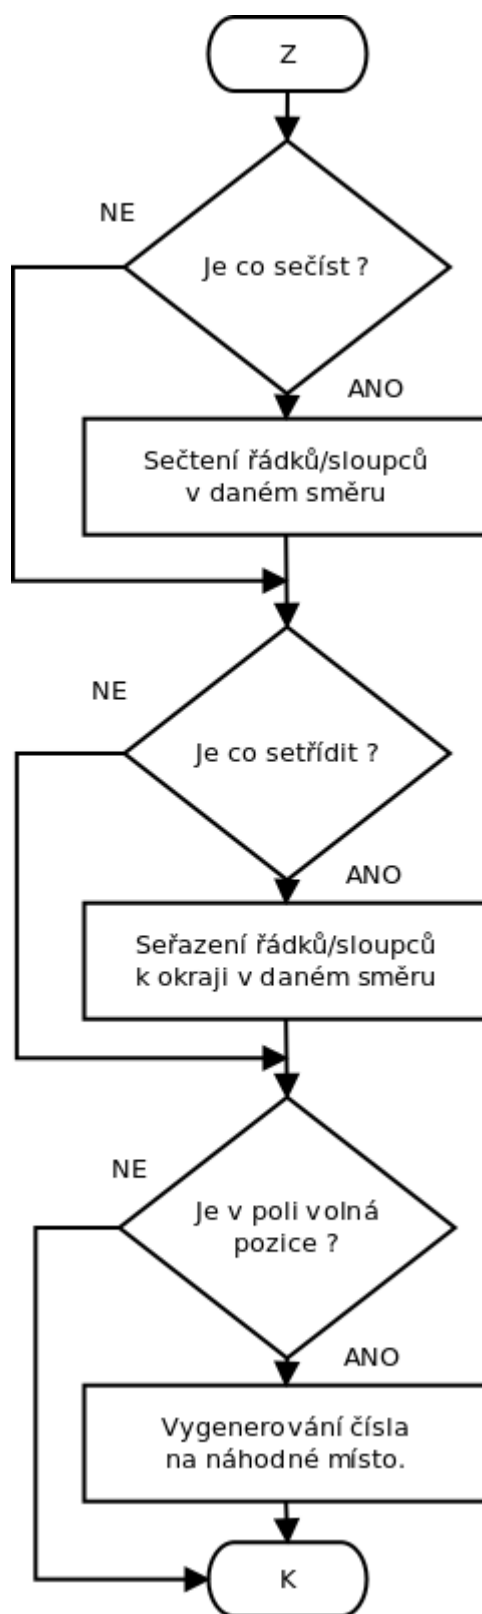 Z
NE
Je co sečíst ?
ANO
Sečtení řádků/sloupců
v daném směru
NE
Je co setřídit ?
ANO
Seřazení řádků/sloupců
k okraji v daném směru
NE
Je v poli volná
pozice ?
ANO
Vygenerování čísla
na náhodné místo.
K